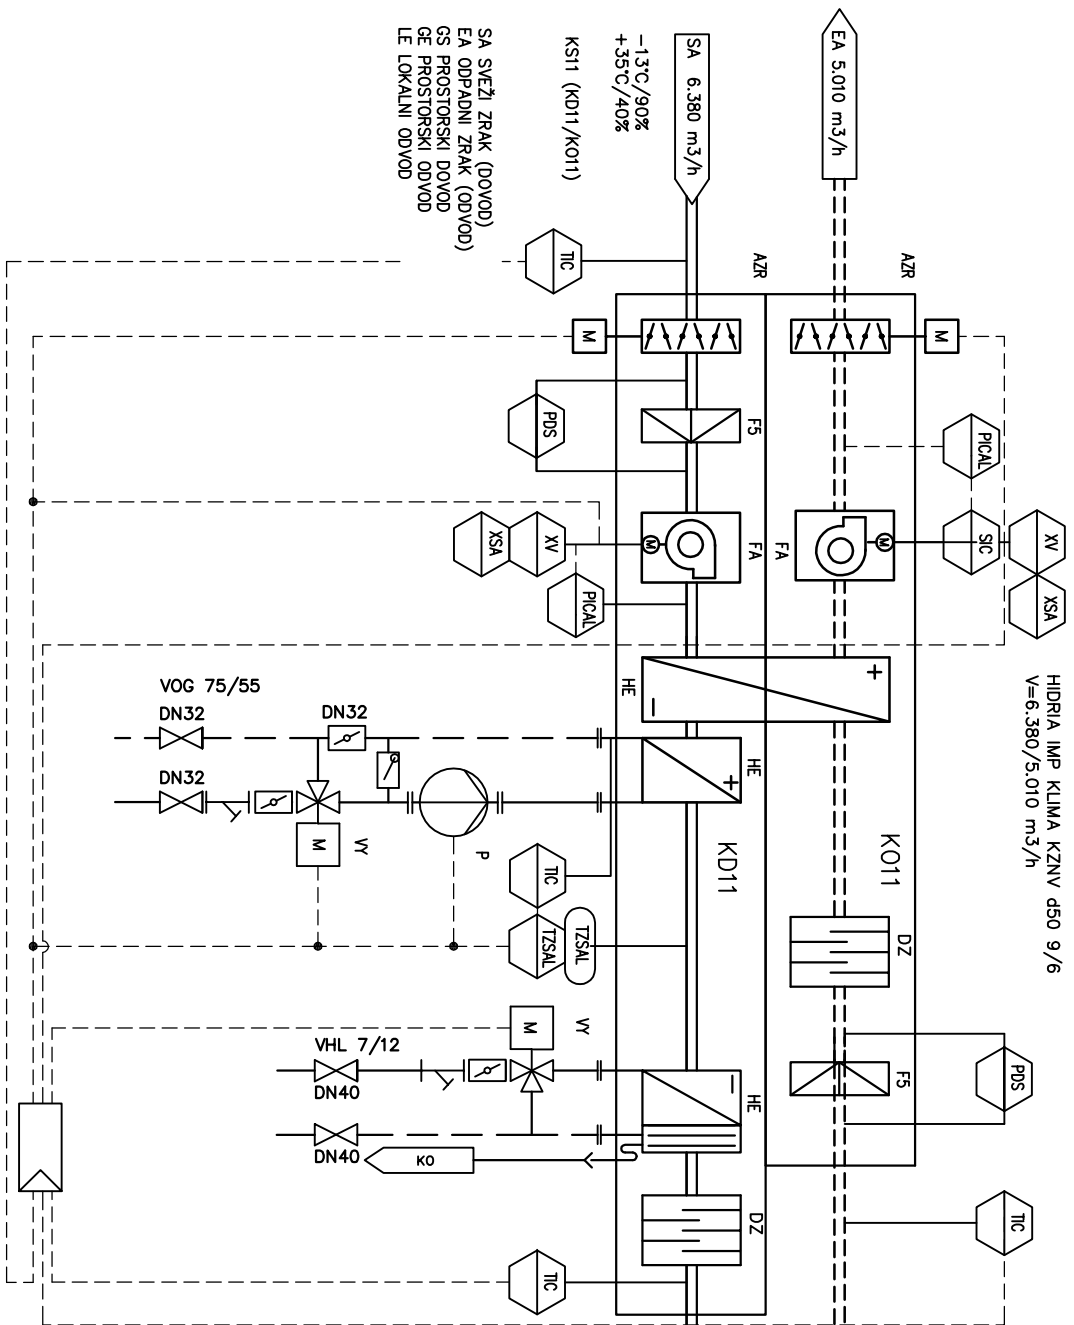 EA 5.010 m3/h
SA 6.380 m3/h
-13°C/90%
+35°C/40%
KS11 (KD11/KO11)
SA SVEŽI ZRAK (DOVOD)
EA ODPADNI ZRAK (ODVOD)
GS PROSTORSKI DOVOD
GE PROSTORSKI ODVOD
LE LOKALNI ODVOD
HIDRIA IMP KLIMA KZNV d50 9/6
V=6.380/5.010 m3/h
AZR
AZR
M
M
TIC
PICAL
SIC
XV
XSA
M
FA
F5
PDS
FA
M
XV
XSA
PICAL
+
−
HE
HE
+
KO11
KD11
DZ
F5
PDS
TIC
VOG 75/55
DN32
DN32
DN32
M
VY
P
TIC
TZSAL
TZSAL
M
VY
VHL 7/12
DN40
DN40
KO
HE
−
DZ
TIC